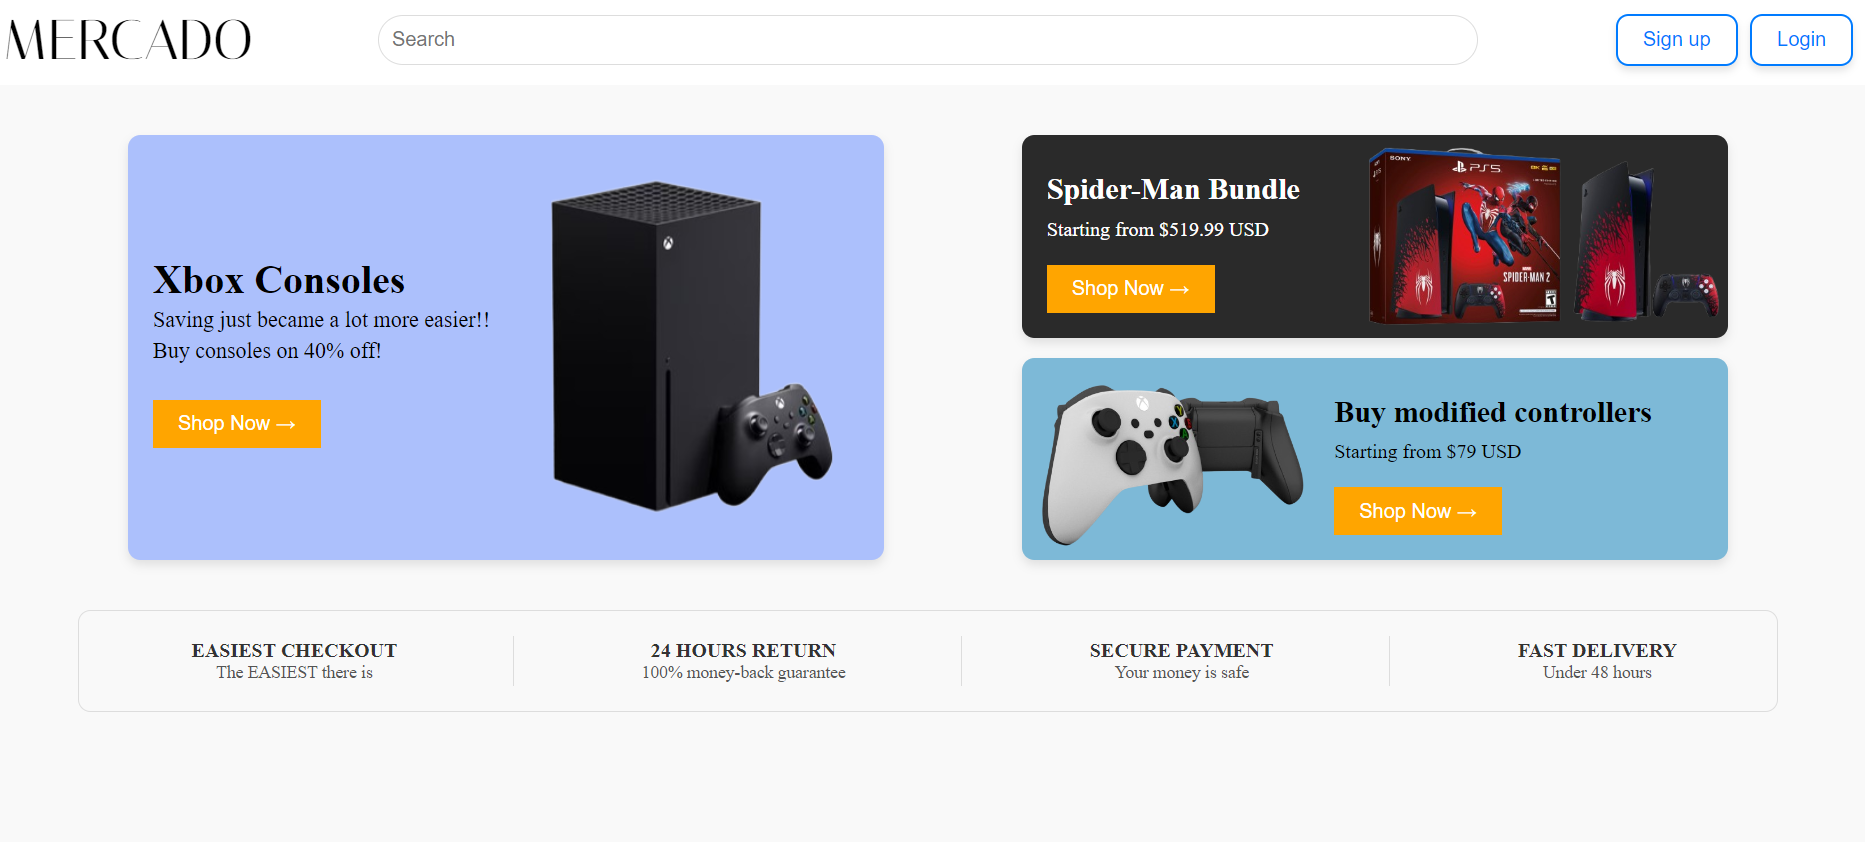 MERCADO
Search
Sign up
Login
Xbox Consoles
Saving just became a lot more easier!!
Buy consoles on 40% off!
Shop Now →
Spider-Man Bundle
Starting from $519.99 USD
Shop Now →
SONY
PS5
SPIDER-MAN 2
Buy modified controllers
Starting from $79 USD
Shop Now →
EASIEST CHECKOUT
The EASIEST there is
24 HOURS RETURN
100% money-back guarantee
SECURE PAYMENT
Your money is safe
FAST DELIVERY
Under 48 hours